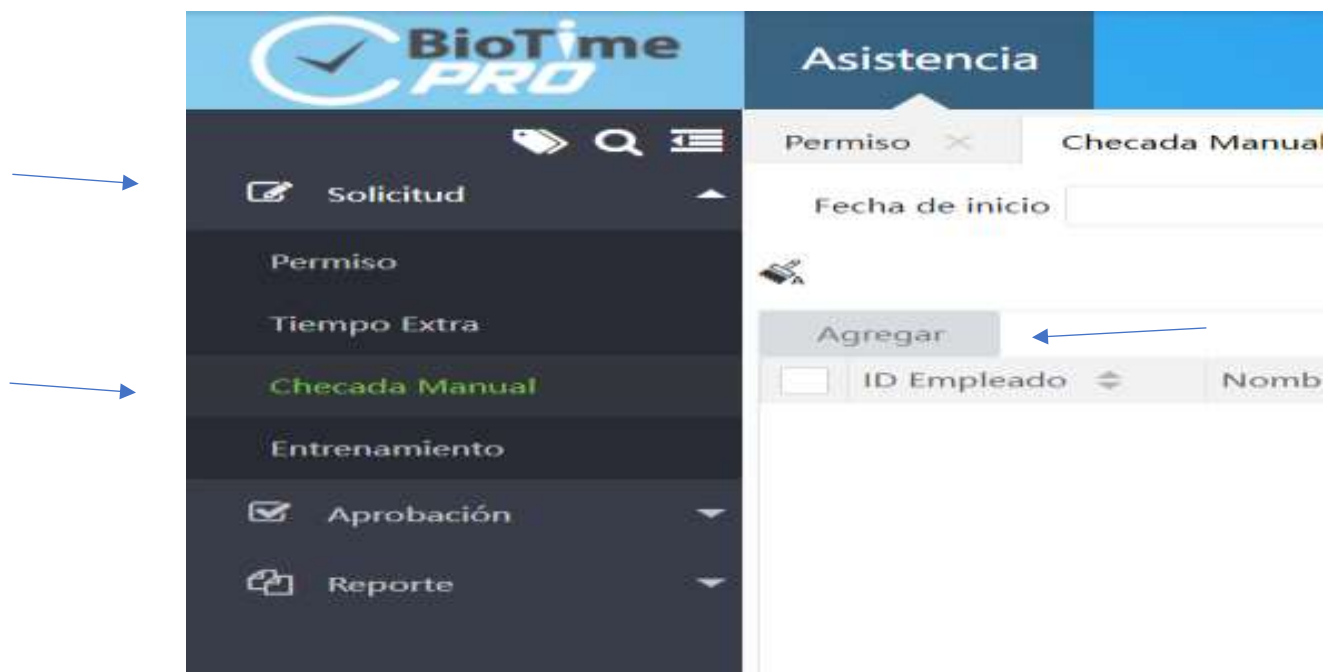 BioTime
PRO
Asistencia
Permiso
Checada Manual
Solicitud
Fecha de inicio
Permiso
A
Tiempo Extra
Agregar
Checada Manual
ID Empleado
Nomb
Entrenamiento
Aprobación
Reporte